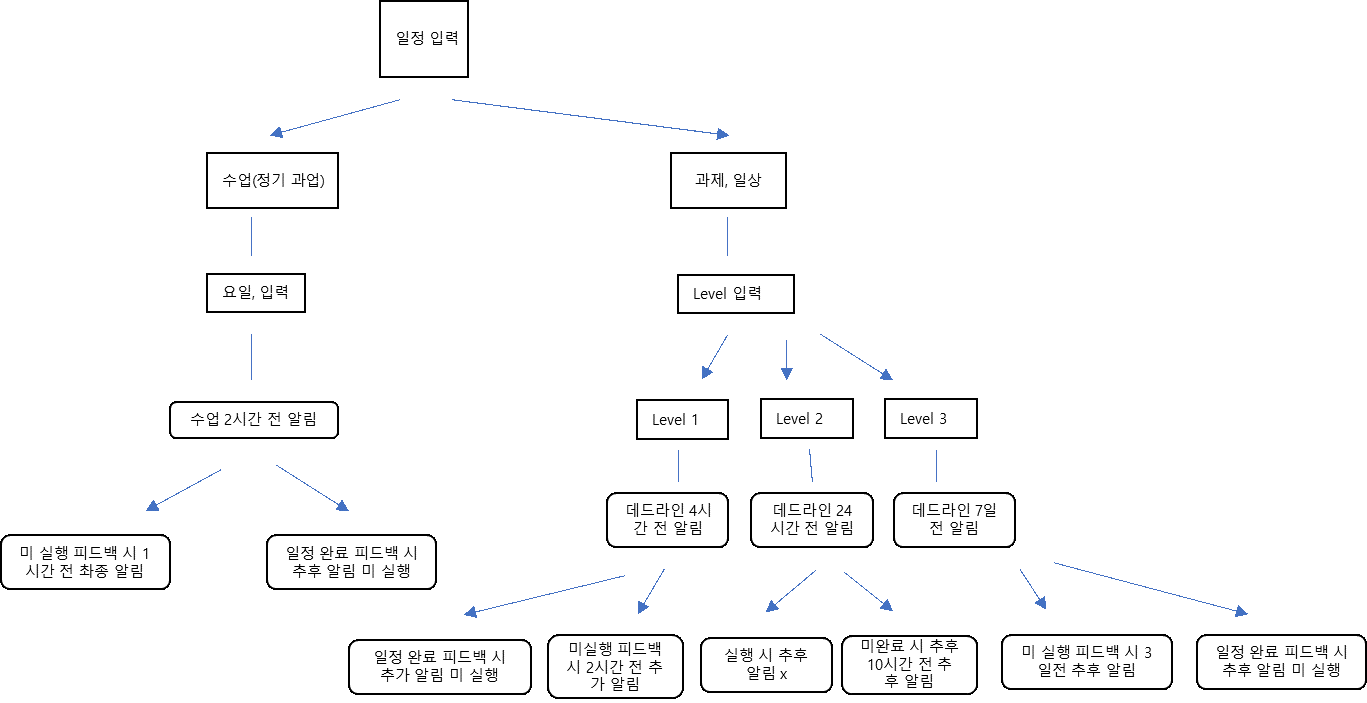 일정 입력
수업(정기 과업)
과제, 일상
요일, 입력
Level 입력
수업 2시간 전 알림
Level 1
Level 2
Level 3
데드라인 4시
간 전 알림
데드라인 24
시간 전 알림
데드라인 7일
전 알림
미 실행 피드백 시 1
시간 전 촤종 알림
일정 완료 피드백 시
추후 알림 미 실행
일정 완료 피드백 시
추가 알림 미 실행
미실행 피드백
시 2시간 전 추
가 알림
실행 시 추후
알림 x
미완료 시 추후
10시간 전 추
후 알림
미 실행 피드백 시 3
일전 추후 알림
일정 완료 피드백 시
추후 알림 미 실행